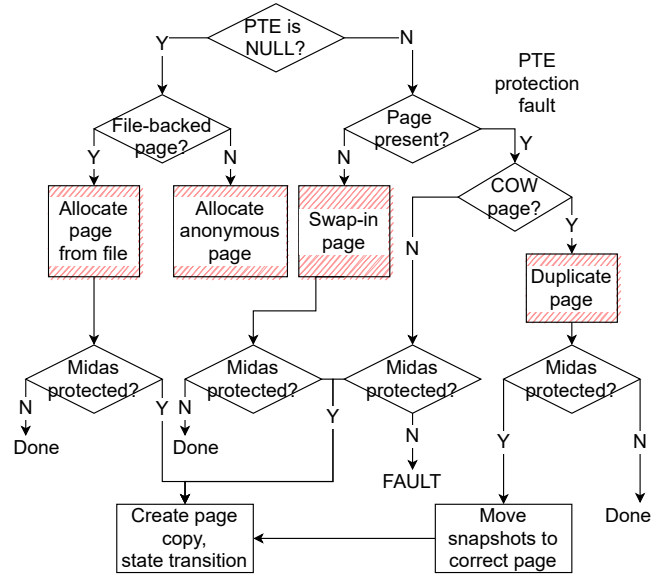 PTE is
NULL?
Y
N
PTE
protection
fault
File-backed
page?
Page
present?
Y
N
N
Y
Allocate
page
from file
Allocate
anonymous
page
Swap-in
page
COW
page?
N
Y
Duplicate
page
Midas
protected?
Midas
protected?
Midas
protected?
Midas
protected?
N
Y
N
Y
N
Y
N
Done
Done
FAULT
Done
Create page
copy,
state transition
Move
snapshots to
correct page